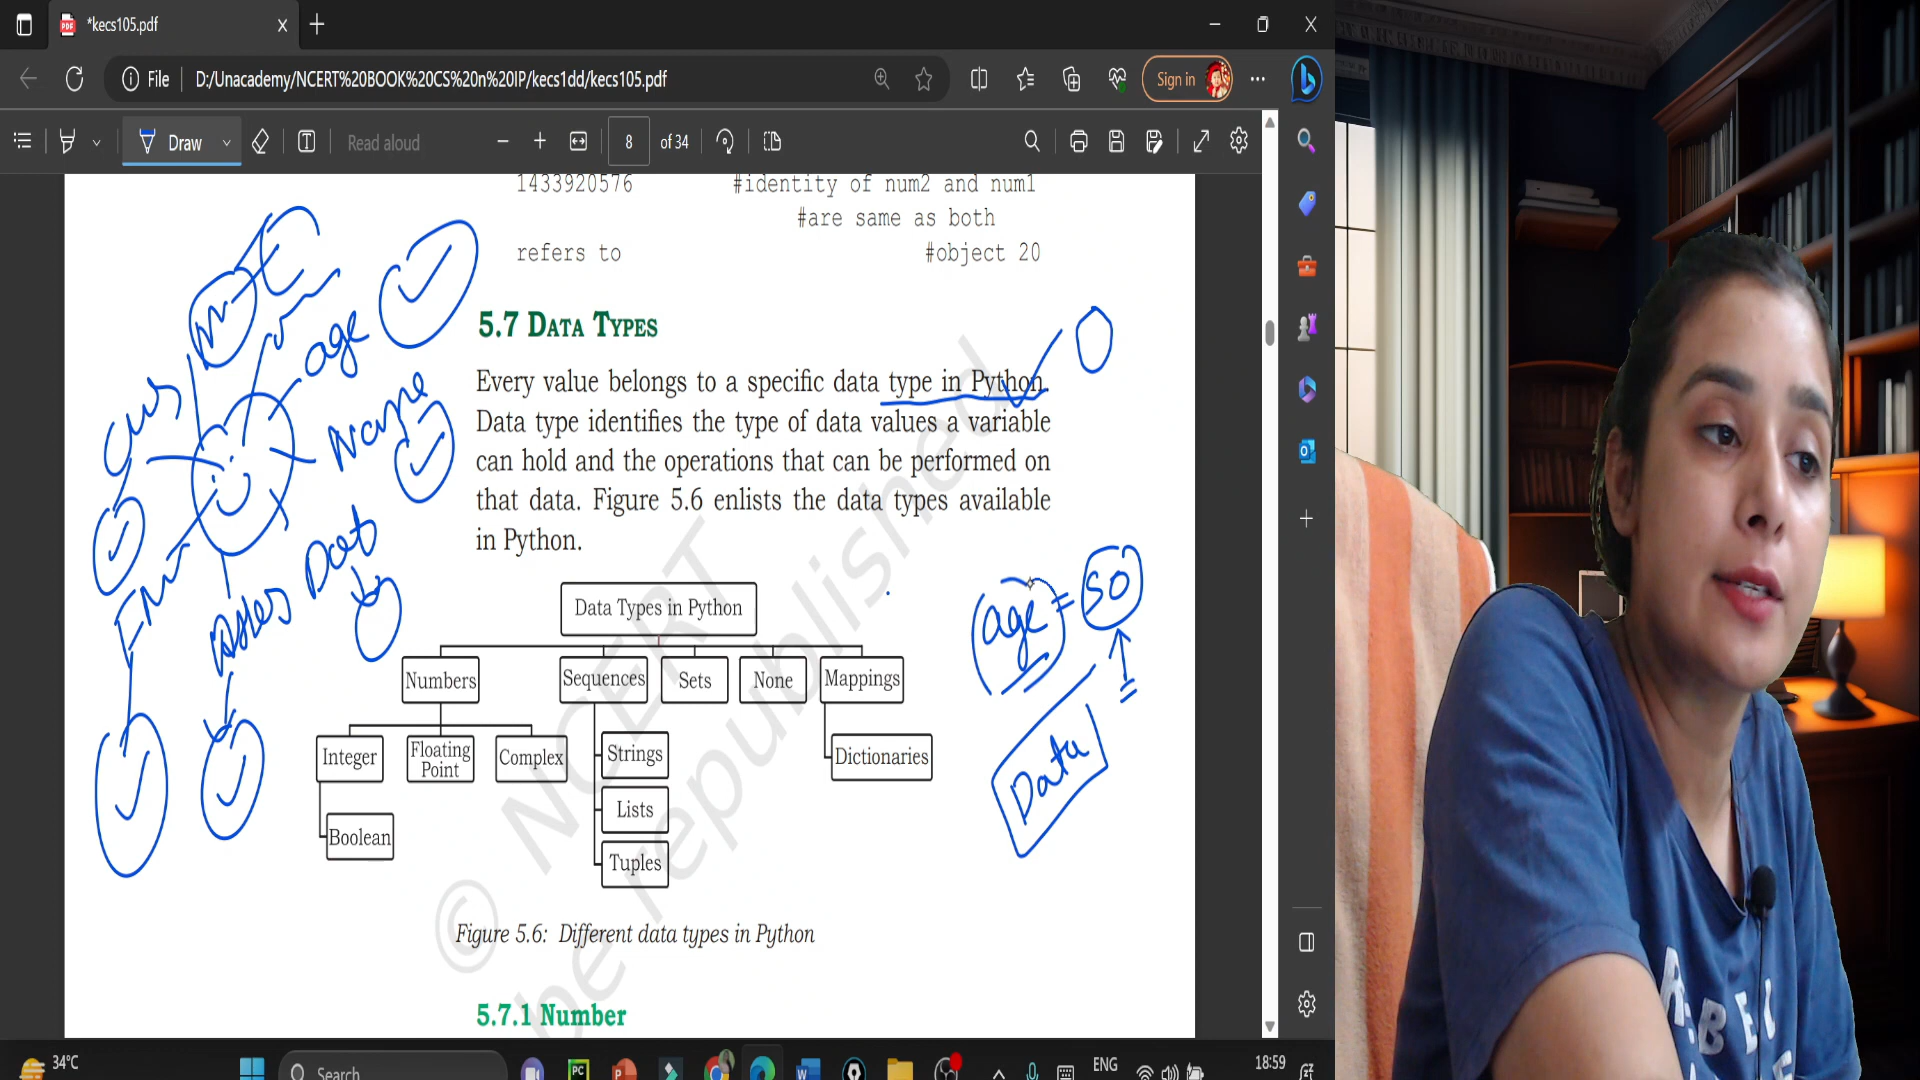 *kecs105.pdf
File
D:/Unacademy/NCERT%20BOOK%20CS%20n%20IP/kecs1dd/kecs105.pdf
Sign in
Draw
Read aloud
8
of 34
1433920576 #identity of num2 and num1
#are same as both
refers to #object 20
5.7 DATA TYPES
Every value belongs to a specific data type in Python.
Data type identifies the type of data values a variable
can hold and the operations that can be performed on
that data. Figure 5.6 enlists the data types available
in Python.
age
Name
age = 50
Data
Data Types in Python
Numbers
Sequences
Sets
None
Mappings
Integer
Floating
Point
Complex
Strings
Dictionaries
Lists
Boolean
Tuples
© NCERT
be republished
Figure 5.6: Different data types in Python
5.7.1 Number
34°C
Search
ENG
18:59